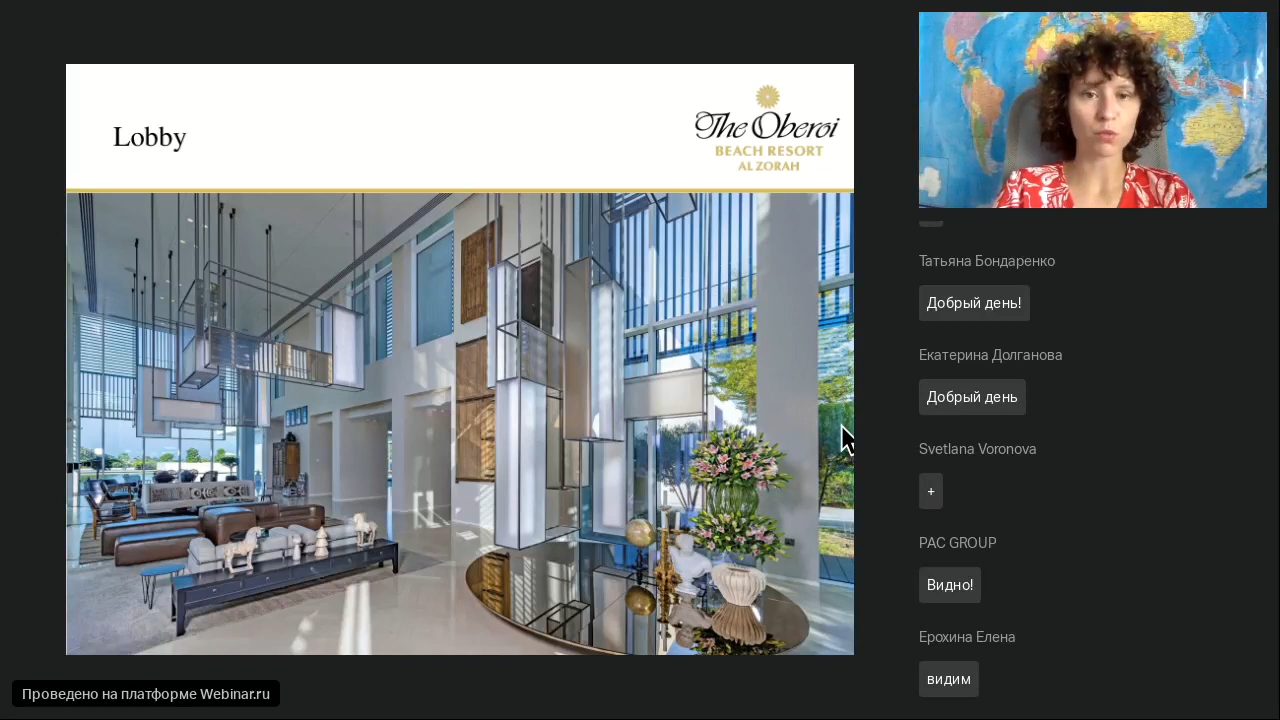 Lobby
The Oberoi
BEACH RESORT
AL ZORAH
Татьяна Бондаренко
Добрый день!
Екатерина Долганова
Добрый день
Svetlana Voronova
+
PAC GROUP
Видно!
Ерохина Елена
видим
Проведено на платформе Webinar.ru